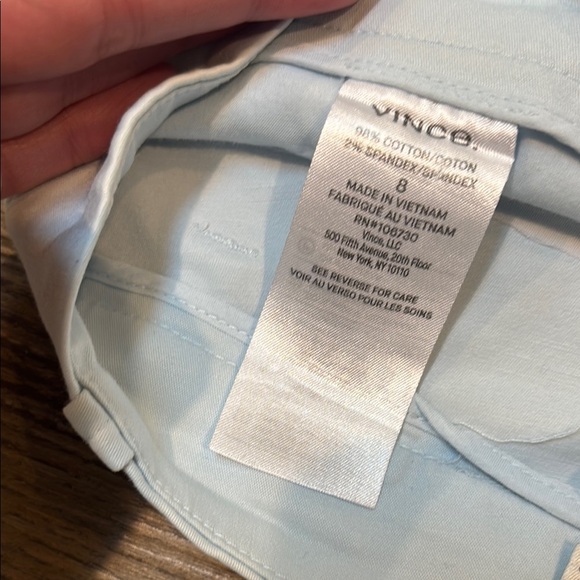 VINCE.
98% COTTON/COTON
2% SPANDEX/SPANDEX
8
MADE IN VIETNAM
FABRIQUÉ AU VIETNAM
RN#106730
Vince, LLC
500 Fifth Avenue, 20th Floor
New York, NY 10110
SEE REVERSE FOR CARE
VOIR AU VERSO POUR LES SOINS